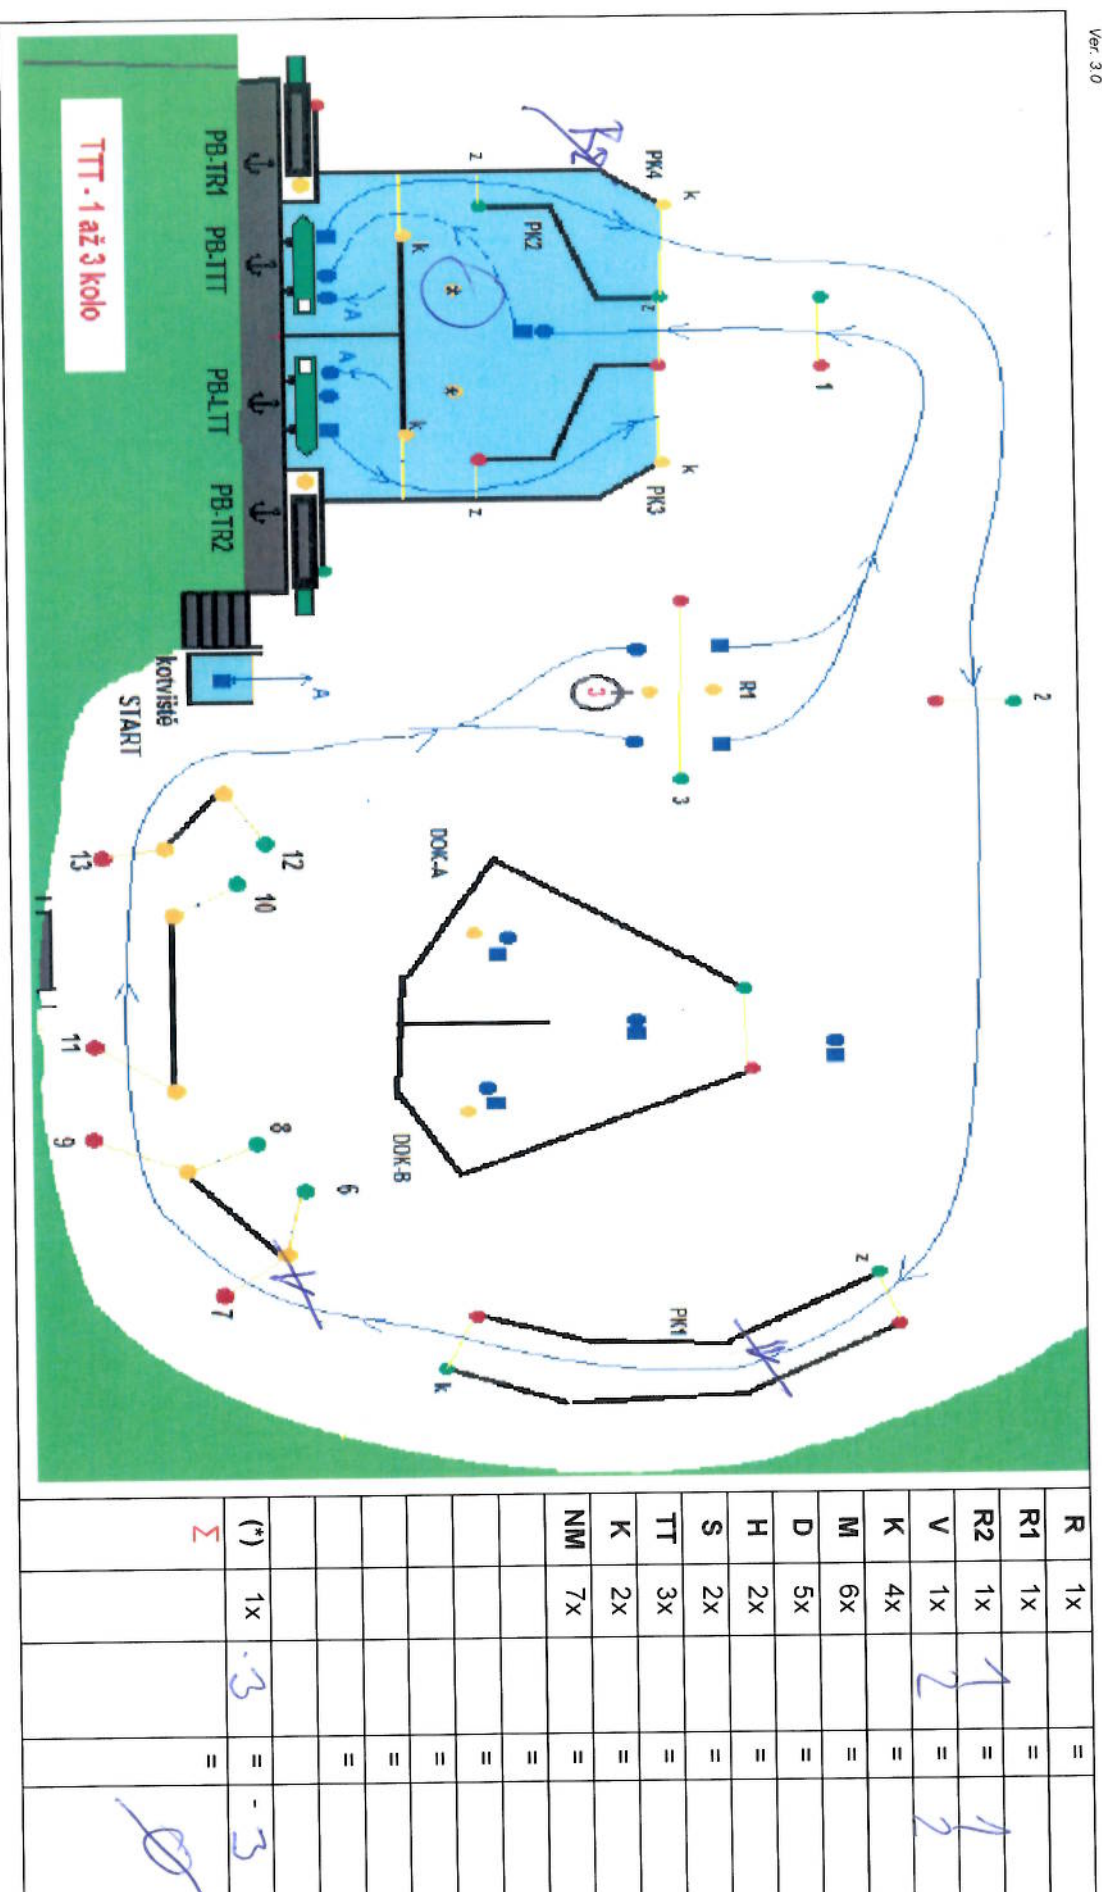 Ver. 3.0
2
1
z
k
k
PK4
PK3
R1
3
z
PK1
R2
PK2
3
z
z
DOK-A
k
k
DOK-B
k
A
A
6
A
12
8
10
7
PB-TR1
PB-TTT
PB-LTT
PB-TR2
kotviště
START
13
11
9
TTT - 1 až 3 kolo
R 1x =
R1 1x =
R2 1x 1 = 1
V 1x 2 = 2
K 4x =
M 6x =
D 5x =
H 2x =
S 2x =
TT 3x =
K 2x =
NM 7x =
=
=
=
=
=
=
(*) 1x -3 = -3
Σ =